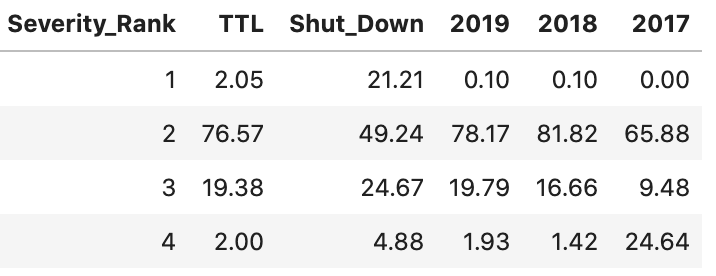 Severity_Rank TTL Shut_Down 2019 2018 2017
1 2.05 21.21 0.10 0.10 0.00
2 76.57 49.24 78.17 81.82 65.88
3 19.38 24.67 19.79 16.66 9.48
4 2.00 4.88 1.93 1.42 24.64